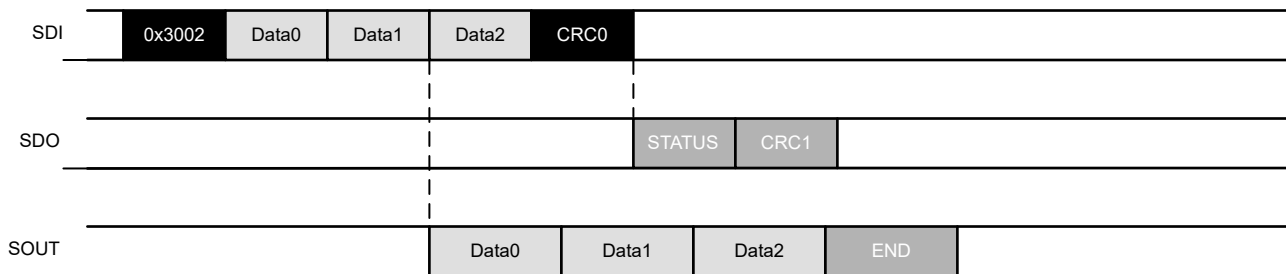 SDI 0x3002 Data0 Data1 Data2 CRC0
SDO STATUS CRC1
SOUT Data0 Data1 Data2 END